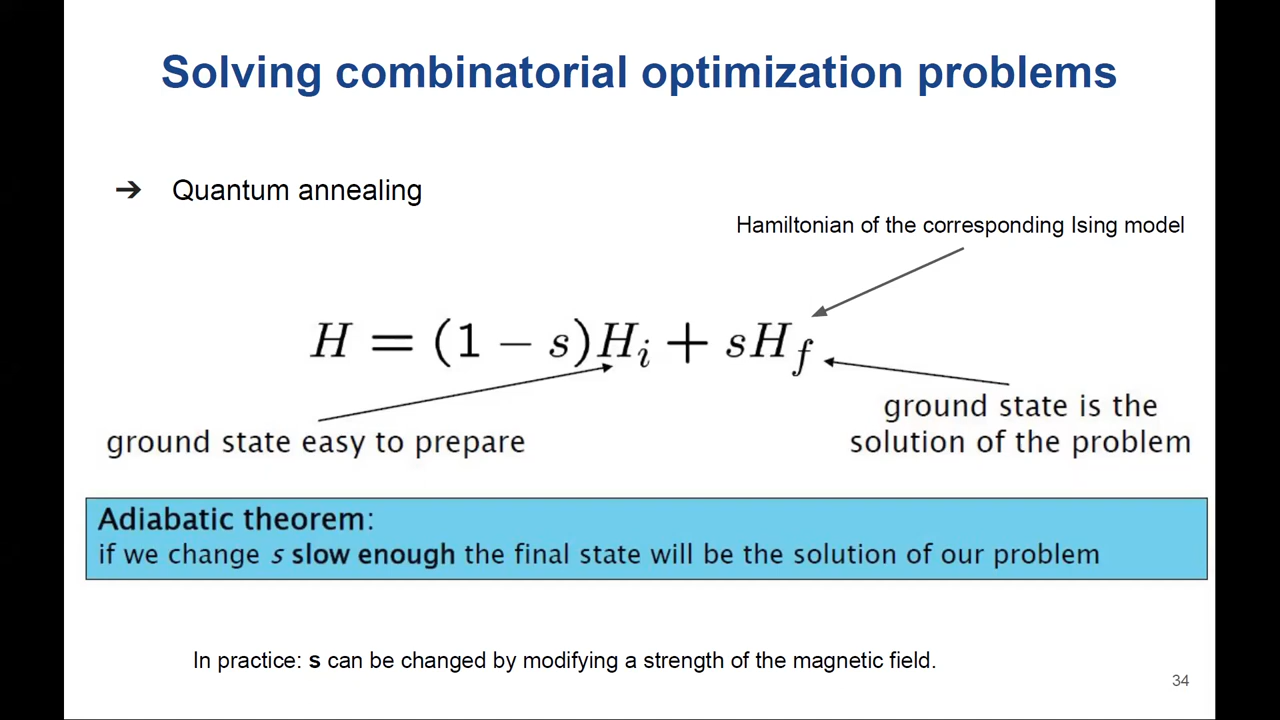 Solving combinatorial optimization problems
➔ Quantum annealing
Hamiltonian of the corresponding Ising model
H = (1 − s)H_i + sH_f
ground state is the
solution of the problem
ground state easy to prepare
Adiabatic theorem:
if we change s slow enough the final state will be the solution of our problem
In practice: s can be changed by modifying a strength of the magnetic field.
34